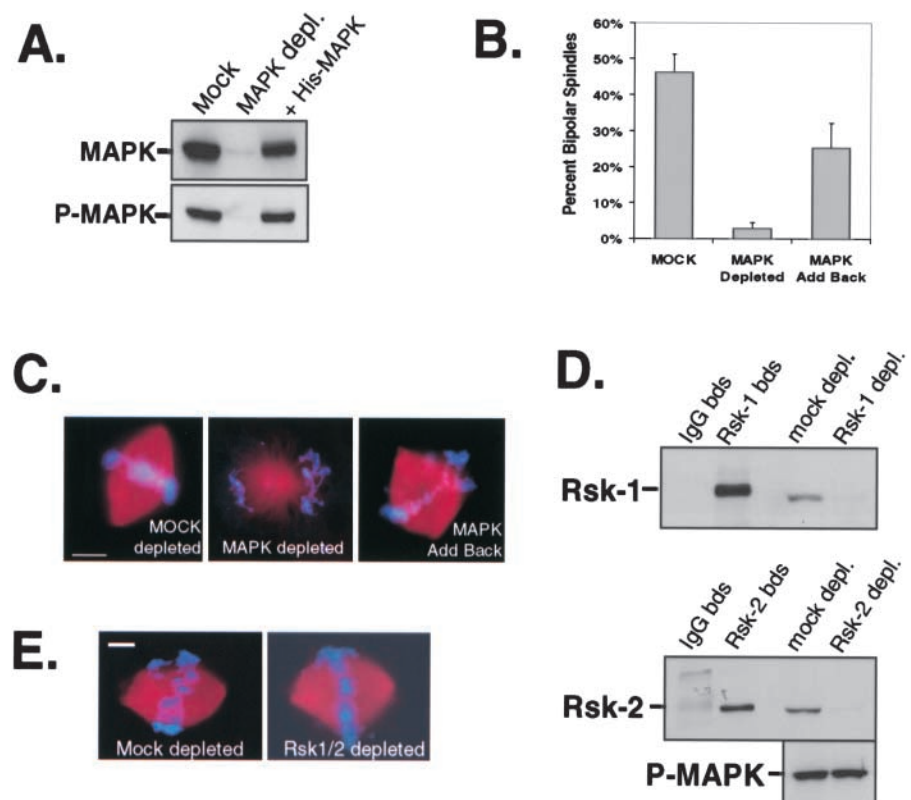 A.
Mock
MAPK depl.
+ His-MAPK
MAPK
P-MAPK
B.
Percent Bipolar Spindles
60%
50%
40%
30%
20%
10%
0%
MOCK
MAPK
Depleted
MAPK
Add Back
C.
MOCK
depleted
MAPK depleted
MAPK
Add Back
D.
IgG bds
Rsk-1 bds
mock depl.
Rsk-1 depl.
Rsk-1
IgG bds
Rsk-2 bds
mock depl.
Rsk-2 depl.
Rsk-2
P-MAPK
E.
Mock depleted
Rsk1/2 depleted